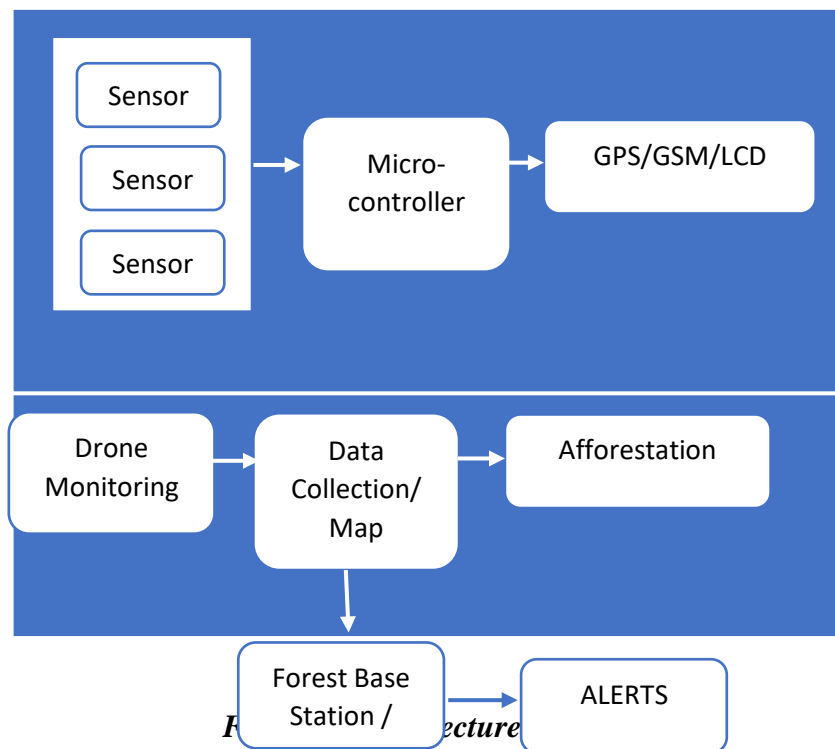 Sensor
Sensor
Sensor
Micro-
controller
GPS/GSM/LCD
Drone
Monitoring
Data
Collection/
Map
Afforestation
Forest Base
Station /
ALERTS